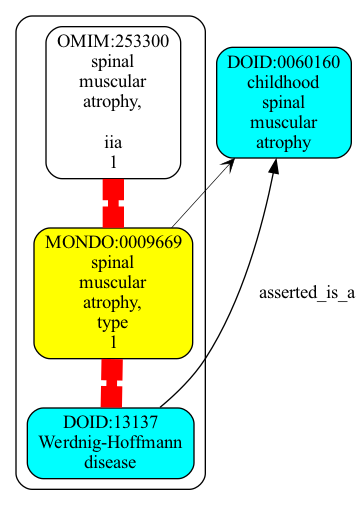 OMIM:253300
spinal
muscular
atrophy,
iia
1
DOID:0060160
childhood
spinal
muscular
atrophy
MONDO:0009669
spinal
muscular
atrophy,
type
1
asserted_is_a
DOID:13137
Werdnig-Hoffmann
disease